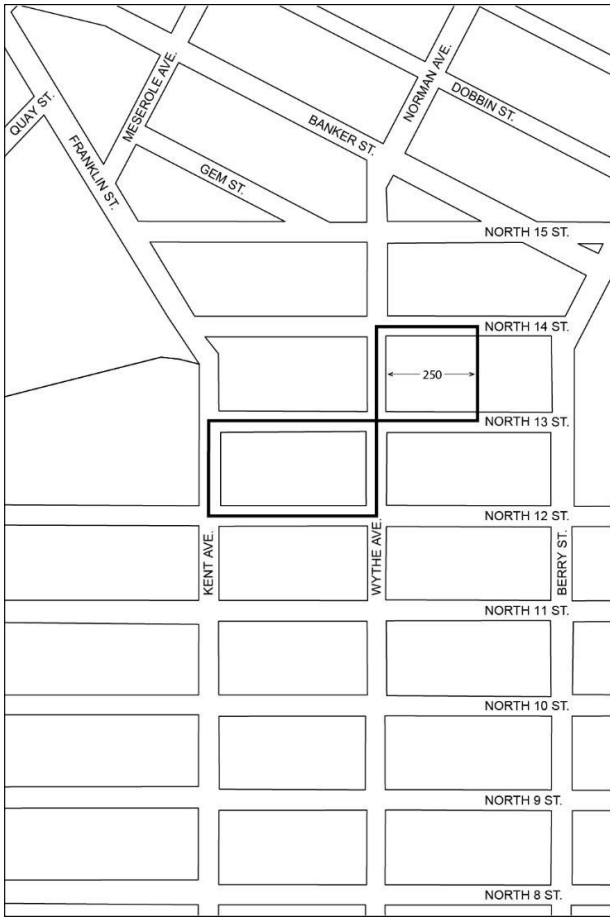 QUAY ST.
FRANKLIN ST.
MESEROLE AVE.
GEM ST.
BANKER ST.
NORMAN AVE.
DOBBIN ST.
NORTH 15 ST.
NORTH 14 ST.
250
NORTH 13 ST.
NORTH 12 ST.
KENT AVE.
WYTHE AVE.
BERRY ST.
NORTH 11 ST.
NORTH 10 ST.
NORTH 9 ST.
NORTH 8 ST.